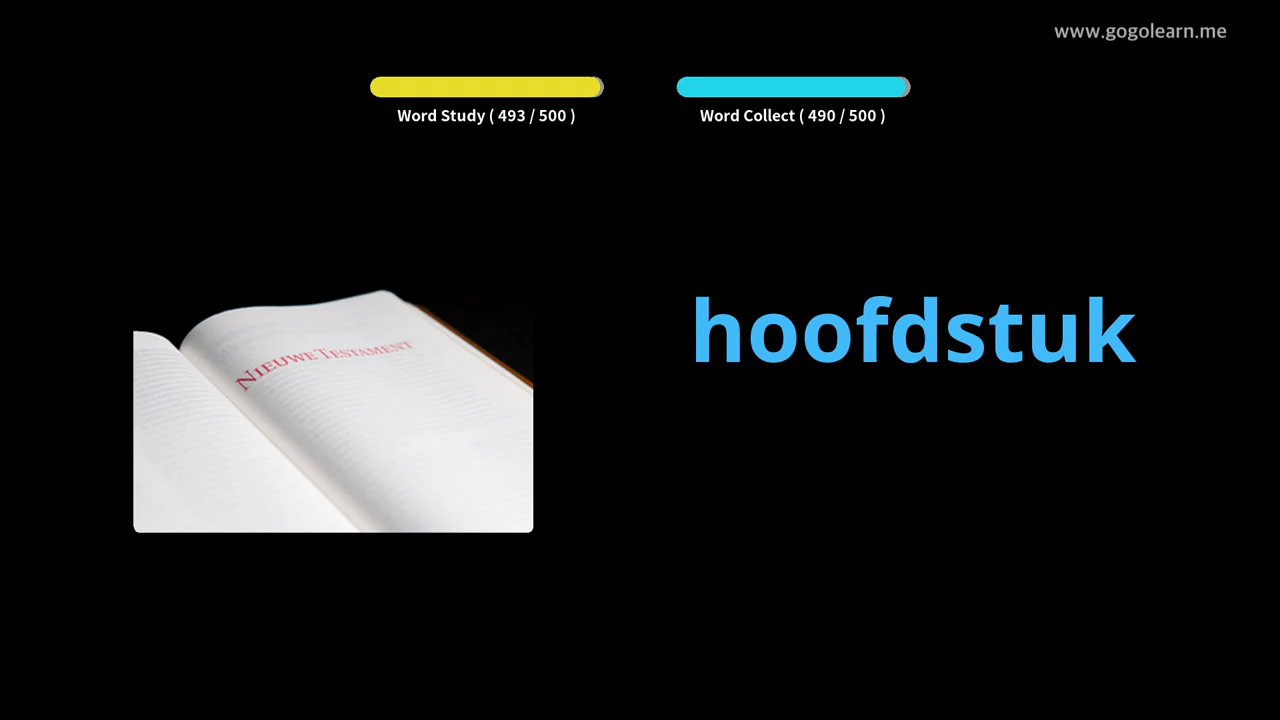 www.gogolearn.me
Word Study ( 493 / 500 )
Word Collect ( 490 / 500 )
NIEUWE TESTAMENT
hoofdstuk